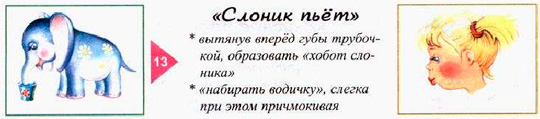 «Слоник пьёт»
13
* вытянув вперёд губы трубоч-
кой, образовать «хобот сло-
ника»
* «набирать водичку», слегка
при этом причмокивая